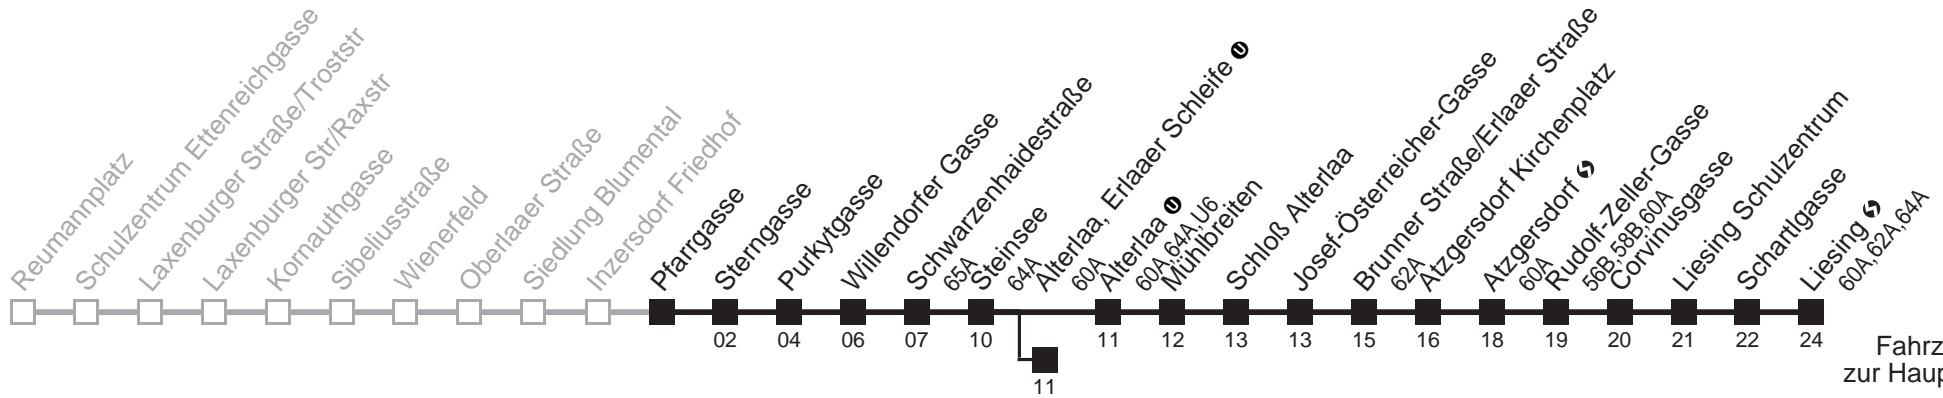 Reumannplatz
Schulzentrum Ettenreichgasse
Laxenburger Straße/Troststr
Laxenburger Str/Raxstr
Kornauthgasse
Sibeliusstraße
Wienerfeld
Oberlaaer Straße
Siedlung Blumental
Inzersdorf Friedhof
Pfarrgasse
Sterngasse
Purkytgasse
Willendorfer Gasse
Schwarzenhaidestraße
65A
Steinsee
64A
Alterlaa, Erlaaer Schleife U
60A
Alterlaa U
60A,64A,U6
Mühlbreiten
Schloß Alterlaa
Josef-Österreicher-Gasse
Brunner Straße/Erlaaer Straße
62A
Atzgersdorf Kirchenplatz
Atzgersdorf
60A
Rudolf-Zeller-Gasse
56B,58B,60A
Corvinusgasse
Liesing Schulzentrum
Schartlgasse
Liesing
60A,62A,64A
02 04 06 07 10 11 12 13 13 15 16 18 19 20 21 22 24
11
Fahrz
zur Haup